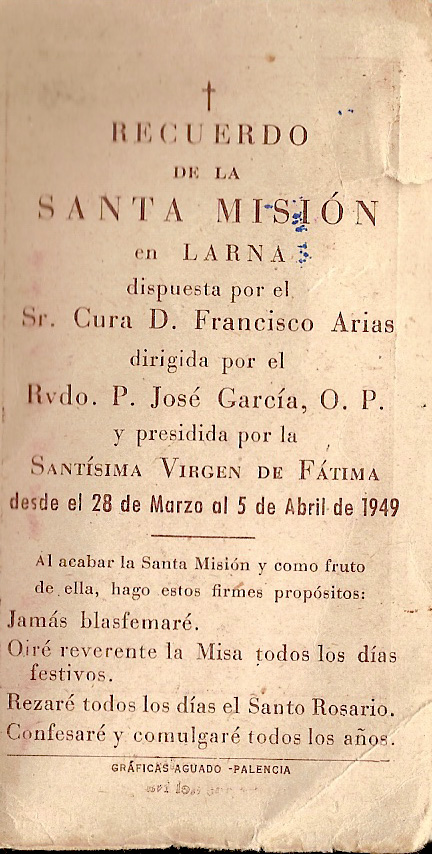 RECUERDO
DE LA
SANTA MISIÓN
en LARNA
dispuesta por el
Sr. Cura D. Francisco Arias
dirigida por el
Rvdo. P. José García, O. P.
y presidida por la
SANTÍSIMA VIRGEN DE FÁTIMA
desde el 28 de Marzo al 5 de Abril de 1949
Al acabar la Santa Misión y como fruto
de ella, hago estos firmes propósitos:
Jamás blasfemaré.
Oiré reverente la Misa todos los días
festivos.
Rezaré todos los días el Santo Rosario.
Confesaré y comulgaré todos los años.
GRÁFICAS AGUADO -PALENCIA